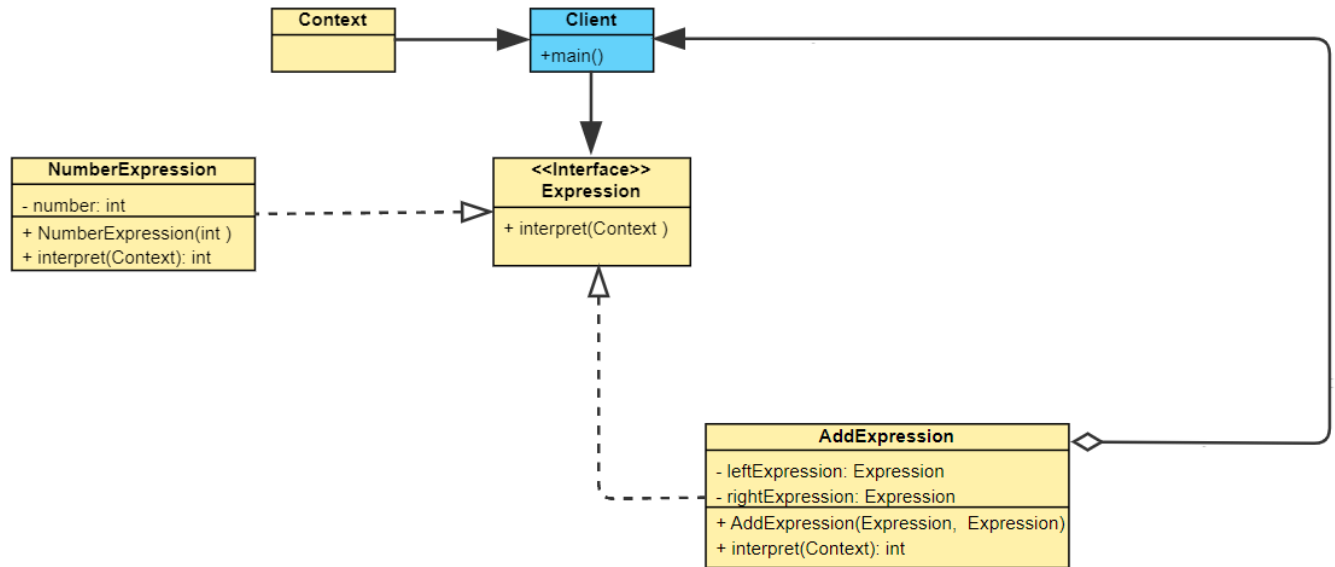 Context
Client
+main()
NumberExpression
- number: int
+ NumberExpression(int )
+ interpret(Context): int
<<Interface>>
Expression
+ interpret(Context )
AddExpression
- leftExpression: Expression
- rightExpression: Expression
+ AddExpression(Expression,  Expression)
+ interpret(Context): int